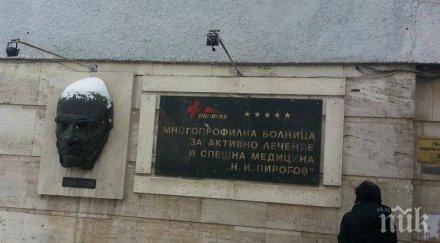 ПИРОГОВ
МНОГОПРОФИЛНА БОЛНИЦА
ЗА АКТИВНО ЛЕЧЕНИЕ
И СПЕШНА МЕДИЦИНА
„Н. И. ПИРОГОВ"
ПИК